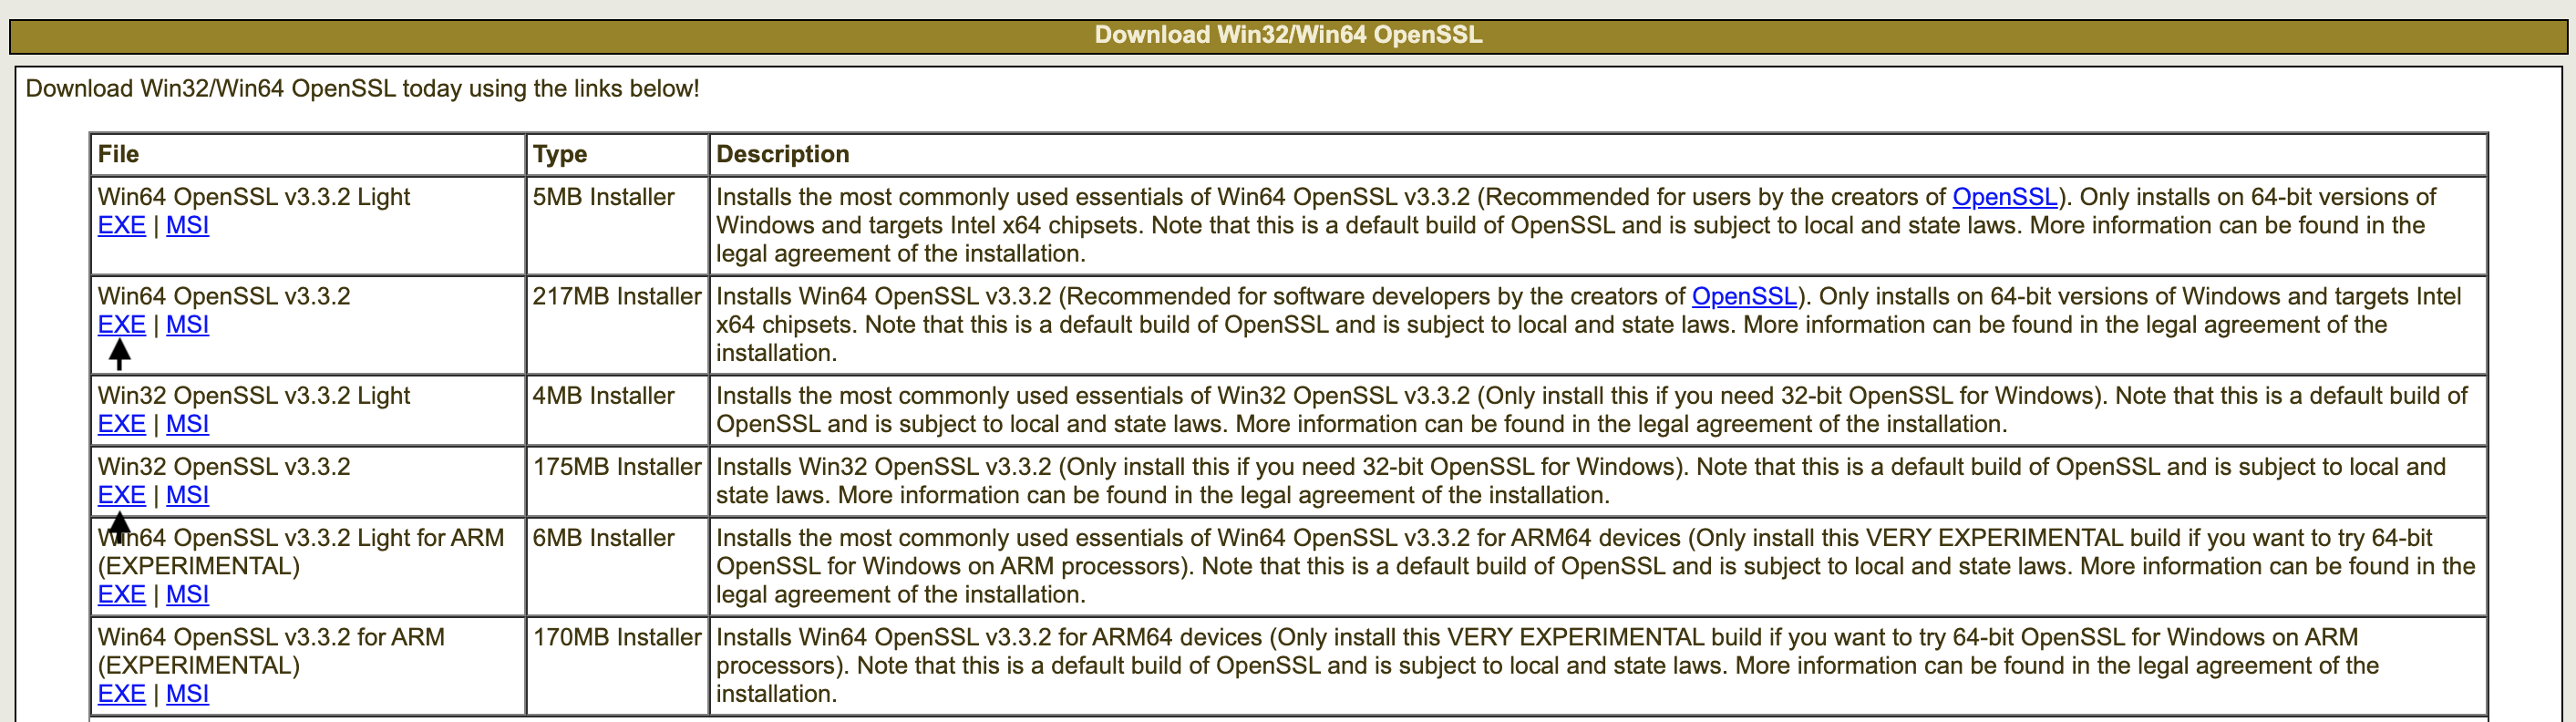 Download Win32/Win64 OpenSSL
Download Win32/Win64 OpenSSL today using the links below!
File Type Description
Win64 OpenSSL v3.3.2 Light
EXE | MSI
5MB Installer
Installs the most commonly used essentials of Win64 OpenSSL v3.3.2 (Recommended for users by the creators of OpenSSL). Only installs on 64-bit versions of
Windows and targets Intel x64 chipsets. Note that this is a default build of OpenSSL and is subject to local and state laws. More information can be found in the
legal agreement of the installation.
Win64 OpenSSL v3.3.2
EXE | MSI
217MB Installer
Installs Win64 OpenSSL v3.3.2 (Recommended for software developers by the creators of OpenSSL). Only installs on 64-bit versions of Windows and targets Intel
x64 chipsets. Note that this is a default build of OpenSSL and is subject to local and state laws. More information can be found in the legal agreement of the
installation.
Win32 OpenSSL v3.3.2 Light
EXE | MSI
4MB Installer
Installs the most commonly used essentials of Win32 OpenSSL v3.3.2 (Only install this if you need 32-bit OpenSSL for Windows). Note that this is a default build of
OpenSSL and is subject to local and state laws. More information can be found in the legal agreement of the installation.
Win32 OpenSSL v3.3.2
EXE | MSI
175MB Installer
Installs Win32 OpenSSL v3.3.2 (Only install this if you need 32-bit OpenSSL for Windows). Note that this is a default build of OpenSSL and is subject to local and
state laws. More information can be found in the legal agreement of the installation.
Win64 OpenSSL v3.3.2 Light for ARM
(EXPERIMENTAL)
EXE | MSI
6MB Installer
Installs the most commonly used essentials of Win64 OpenSSL v3.3.2 for ARM64 devices (Only install this VERY EXPERIMENTAL build if you want to try 64-bit
OpenSSL for Windows on ARM processors). Note that this is a default build of OpenSSL and is subject to local and state laws. More information can be found in the
legal agreement of the installation.
Win64 OpenSSL v3.3.2 for ARM
(EXPERIMENTAL)
EXE | MSI
170MB Installer
Installs Win64 OpenSSL v3.3.2 for ARM64 devices (Only install this VERY EXPERIMENTAL build if you want to try 64-bit OpenSSL for Windows on ARM
processors). Note that this is a default build of OpenSSL and is subject to local and state laws. More information can be found in the legal agreement of the
installation.